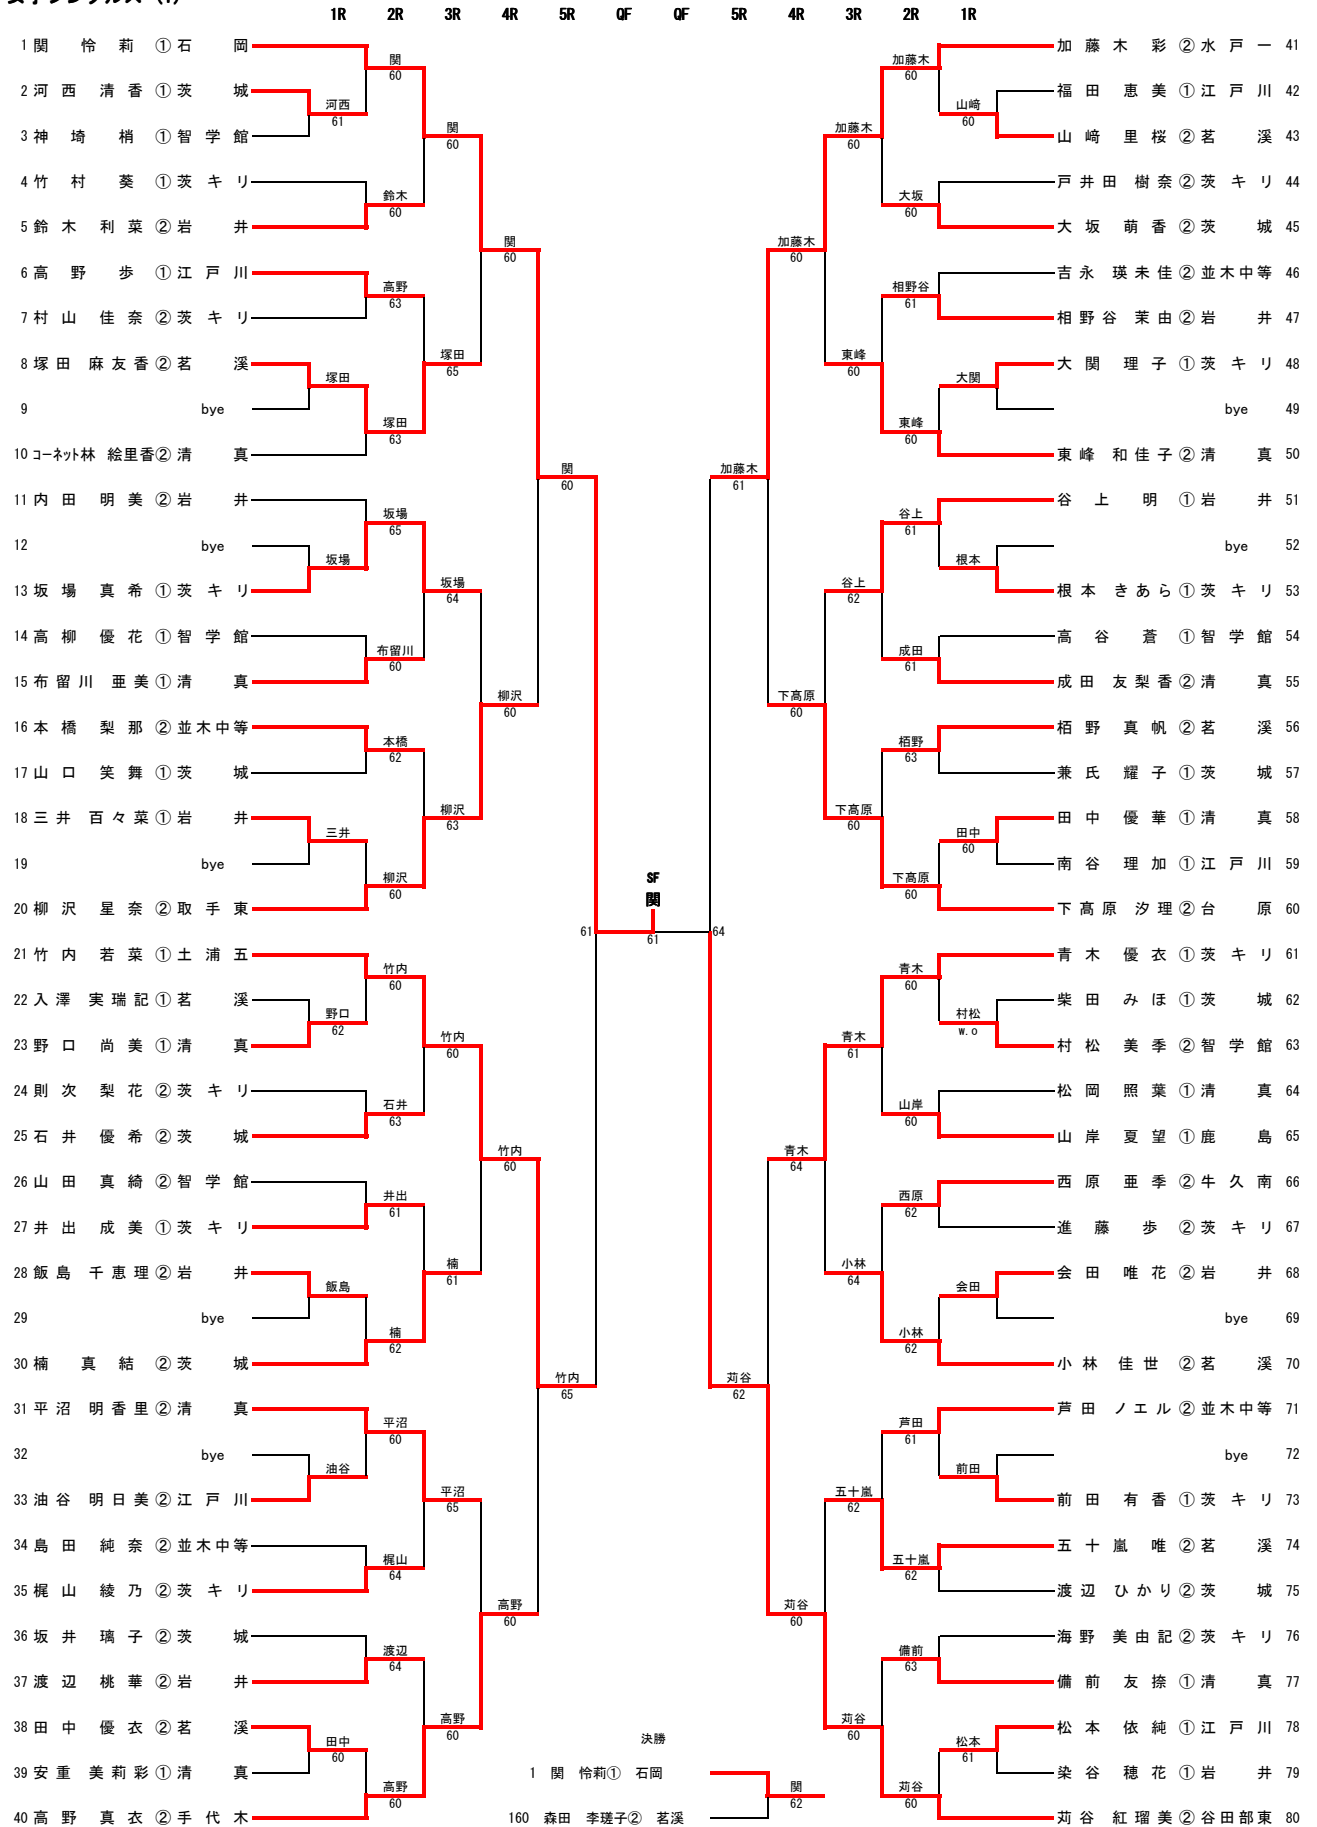 1R 2R 3R 4R 5R QF QF 5R 4R 3R 2R 1R
1 関 怜 莉 ① 石 岡
2 河 西 清 香 ① 茨 城
3 神 埼 梢 ① 智 学 館
4 竹 村 葵 ① 茨 キ リ
5 鈴 木 利 菜 ② 岩 井
6 高 野 歩 ① 江 戸 川
7 村 山 佳 奈 ② 茨 キ リ
8 塚 田 麻 友 香 ② 茗 溪
9 bye
10 コーネット林 絵里香② 清 真
11 内 田 明 美 ② 岩 井
12 bye
13 坂 場 真 希 ① 茨 キ リ
14 高 柳 優 花 ① 智 学 館
15 布 留 川 亜 美 ① 清 真
16 本 橋 梨 那 ② 並 木 中 等
17 山 口 笑 舞 ① 茨 城
18 三 井 百 々 菜 ① 岩 井
19 bye
20 柳 沢 星 奈 ② 取 手 東
21 竹 内 若 菜 ① 土 浦 五
22 入 澤 実 瑞 記 ① 茗 溪
23 野 口 尚 美 ① 清 真
24 則 次 梨 花 ② 茨 キ リ
25 石 井 優 希 ② 茨 城
26 山 田 真 綺 ② 智 学 館
27 井 出 成 美 ① 茨 キ リ
28 飯 島 千 恵 理 ② 岩 井
29 bye
30 楠 真 結 ② 茨 城
31 平 沼 明 香 里 ② 清 真
32 bye
33 油 谷 明 日 美 ② 江 戸 川
34 島 田 純 奈 ② 並 木 中 等
35 梶 山 綾 乃 ② 茨 キ リ
36 坂 井 璃 子 ② 茨 城
37 渡 辺 桃 華 ② 岩 井
38 田 中 優 衣 ② 茗 溪
39 安 重 美 莉 彩 ① 清 真
40 高 野 真 衣 ② 手 代 木
河西
61
塚田
坂場
三井
野口
62
飯島
油谷
田中
60
関
60
鈴木
60
高野
63
塚田
63
坂場
65
布留川
60
本橋
62
柳沢
60
竹内
60
石井
63
井出
61
楠
62
平沼
60
梶山
64
渡辺
64
高野
60
関
60
塚田
65
坂場
64
柳沢
63
竹内
60
楠
61
平沼
65
高野
60
関
60
柳沢
60
竹内
60
高野
60
関
60
竹内
65
61
SF
関
61
64
加藤木
61
苅谷
62
加藤木
60
下髙原
60
青木
64
苅谷
60
加藤木
60
東峰
60
谷上
62
下髙原
60
青木
61
小林
64
五十嵐
62
苅谷
60
加藤木
60
大坂
60
相野谷
61
東峰
60
谷上
61
成田
61
栢野
63
下髙原
60
青木
60
山岸
60
西原
62
小林
62
芦田
61
五十嵐
62
備前
63
苅谷
60
山﨑
60
大関
根本
田中
60
村松
w.o
会田
前田
松本
61
加 藤 木 彩 ② 水 戸 一 41
福 田 恵 美 ① 江 戸 川 42
山 﨑 里 桜 ② 茗 溪 43
戸 井 田 樹 奈 ② 茨 キ リ 44
大 坂 萌 香 ② 茨 城 45
吉 永 瑛 未 佳 ② 並 木 中 等 46
相 野 谷 茉 由 ② 岩 井 47
大 関 理 子 ① 茨 キ リ 48
bye 49
東 峰 和 佳 子 ② 清 真 50
谷 上 明 ① 岩 井 51
bye 52
根 本 き あ ら ① 茨 キ リ 53
高 谷 蒼 ① 智 学 館 54
成 田 友 梨 香 ② 清 真 55
栢 野 真 帆 ② 茗 溪 56
兼 氏 耀 子 ① 茨 城 57
田 中 優 華 ① 清 真 58
南 谷 理 加 ① 江 戸 川 59
下 髙 原 汐 理 ② 台 原 60
青 木 優 衣 ① 茨 キ リ 61
柴 田 み ほ ① 茨 城 62
村 松 美 季 ② 智 学 館 63
松 岡 照 葉 ① 清 真 64
山 岸 夏 望 ① 鹿 島 65
西 原 亜 季 ② 牛 久 南 66
進 藤 歩 ② 茨 キ リ 67
会 田 唯 花 ② 岩 井 68
bye 69
小 林 佳 世 ② 茗 溪 70
芦 田 ノ エ ル ② 並 木 中 等 71
bye 72
前 田 有 香 ① 茨 キ リ 73
五 十 嵐 唯 ② 茗 溪 74
渡 辺 ひ か り ② 茨 城 75
海 野 美 由 記 ② 茨 キ リ 76
備 前 友 捺 ① 清 真 77
松 本 依 純 ① 江 戸 川 78
染 谷 穂 花 ① 岩 井 79
苅 谷 紅 瑠 美 ② 谷 田 部 東 80
決勝
1 関 怜莉① 石岡
関
62
160 森田 李瑳子② 茗溪